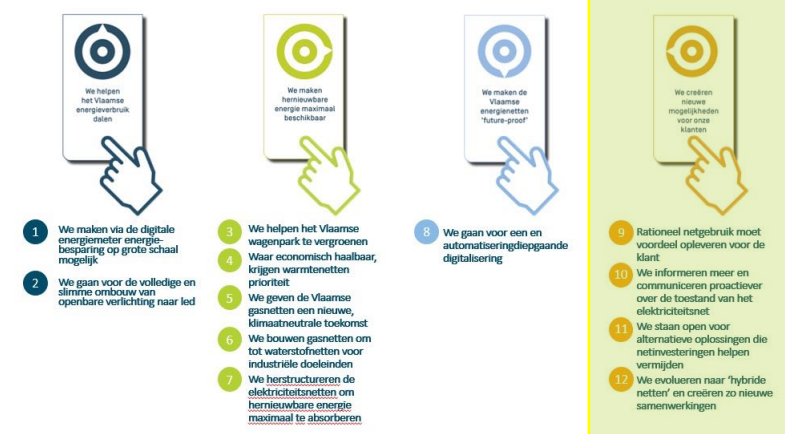 We helpen
het Vlaamse
energieverbruik
dalen
1
We maken via de digitale
energiemeter energie-
besparing op grote schaal
mogelijk
2
We gaan voor de volledige en
slimme ombouw van
openbare verlichting naar led
We maken
hernieuwbare
energie maximaal
beschikbaar
3
We helpen het Vlaamse
wagenpark te vergroenen
4
Waar economisch haalbaar,
krijgen warmtenetten
prioriteit
5
We geven de Vlaamse
gasnetten een nieuwe,
klimaatneutrale toekomst
6
We bouwen gasnetten om
tot waterstofnetten voor
industriële doeleinden
7
We herstructureren de
elektriciteitsnetten om
hernieuwbare energie
maximaal te absorberen
We maken de
Vlaamse
energienetten
"future-proof"
8
We gaan voor een en
automatiseringdiepgaande
digitalisering
We creëren
nieuwe
mogelijkheden
voor onze
klanten
9
Rationeel netgebruik moet
voordeel opleveren voor de
klant
10
We informeren meer en
communiceren proactiever
over de toestand van het
elektriciteitsnet
11
We staan open voor
alternatieve oplossingen die
netinvesteringen helpen
vermijden
12
We evolueren naar 'hybride
netten' en creëren zo nieuwe
samenwerkingen